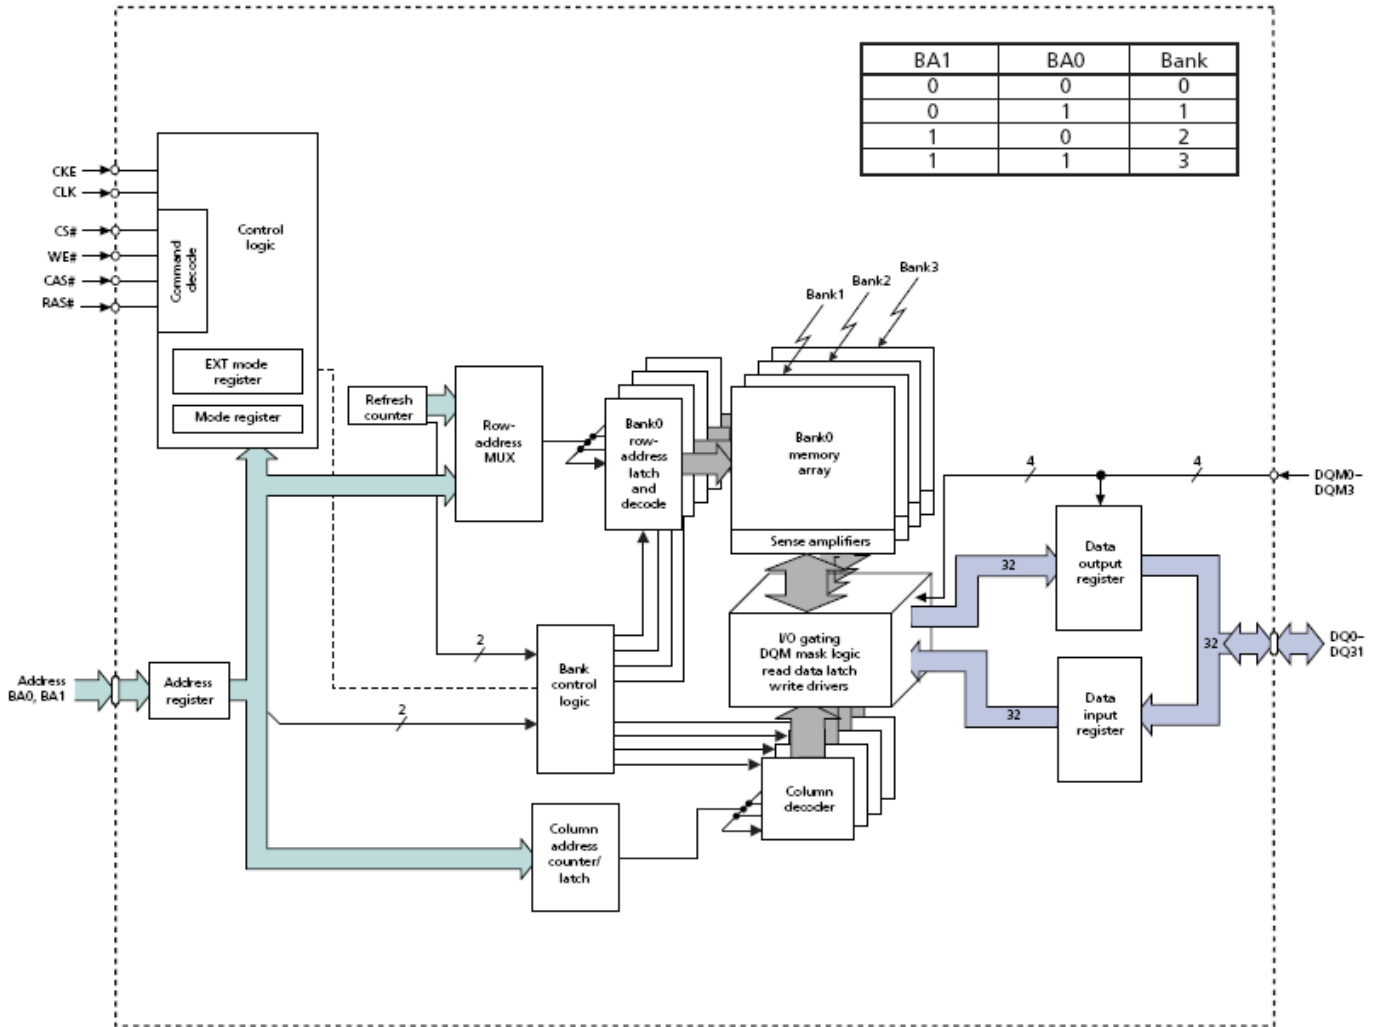 BA1 BA0 Bank
0 0 0
0 1 1
1 0 2
1 1 3
CKE
CLK
CS#
WE#
CAS#
RAS#
Command
decode
Control
logic
EXT mode
register
Mode register
Refresh
counter
Row-
address
MUX
Bank0
row-
address
latch
and
decode
Bank1
Bank2
Bank3
Bank0
memory
array
Sense amplifiers
4
4
DQM0–
DQM3
Data
output
register
32
I/O gating
DQM mask logic
read data latch
write drivers
32
DQ0–
DQ31
32
Data
input
register
2
Bank
control
logic
2
Address
BA0, BA1
Address
register
Column
decoder
Column
address
counter/
latch